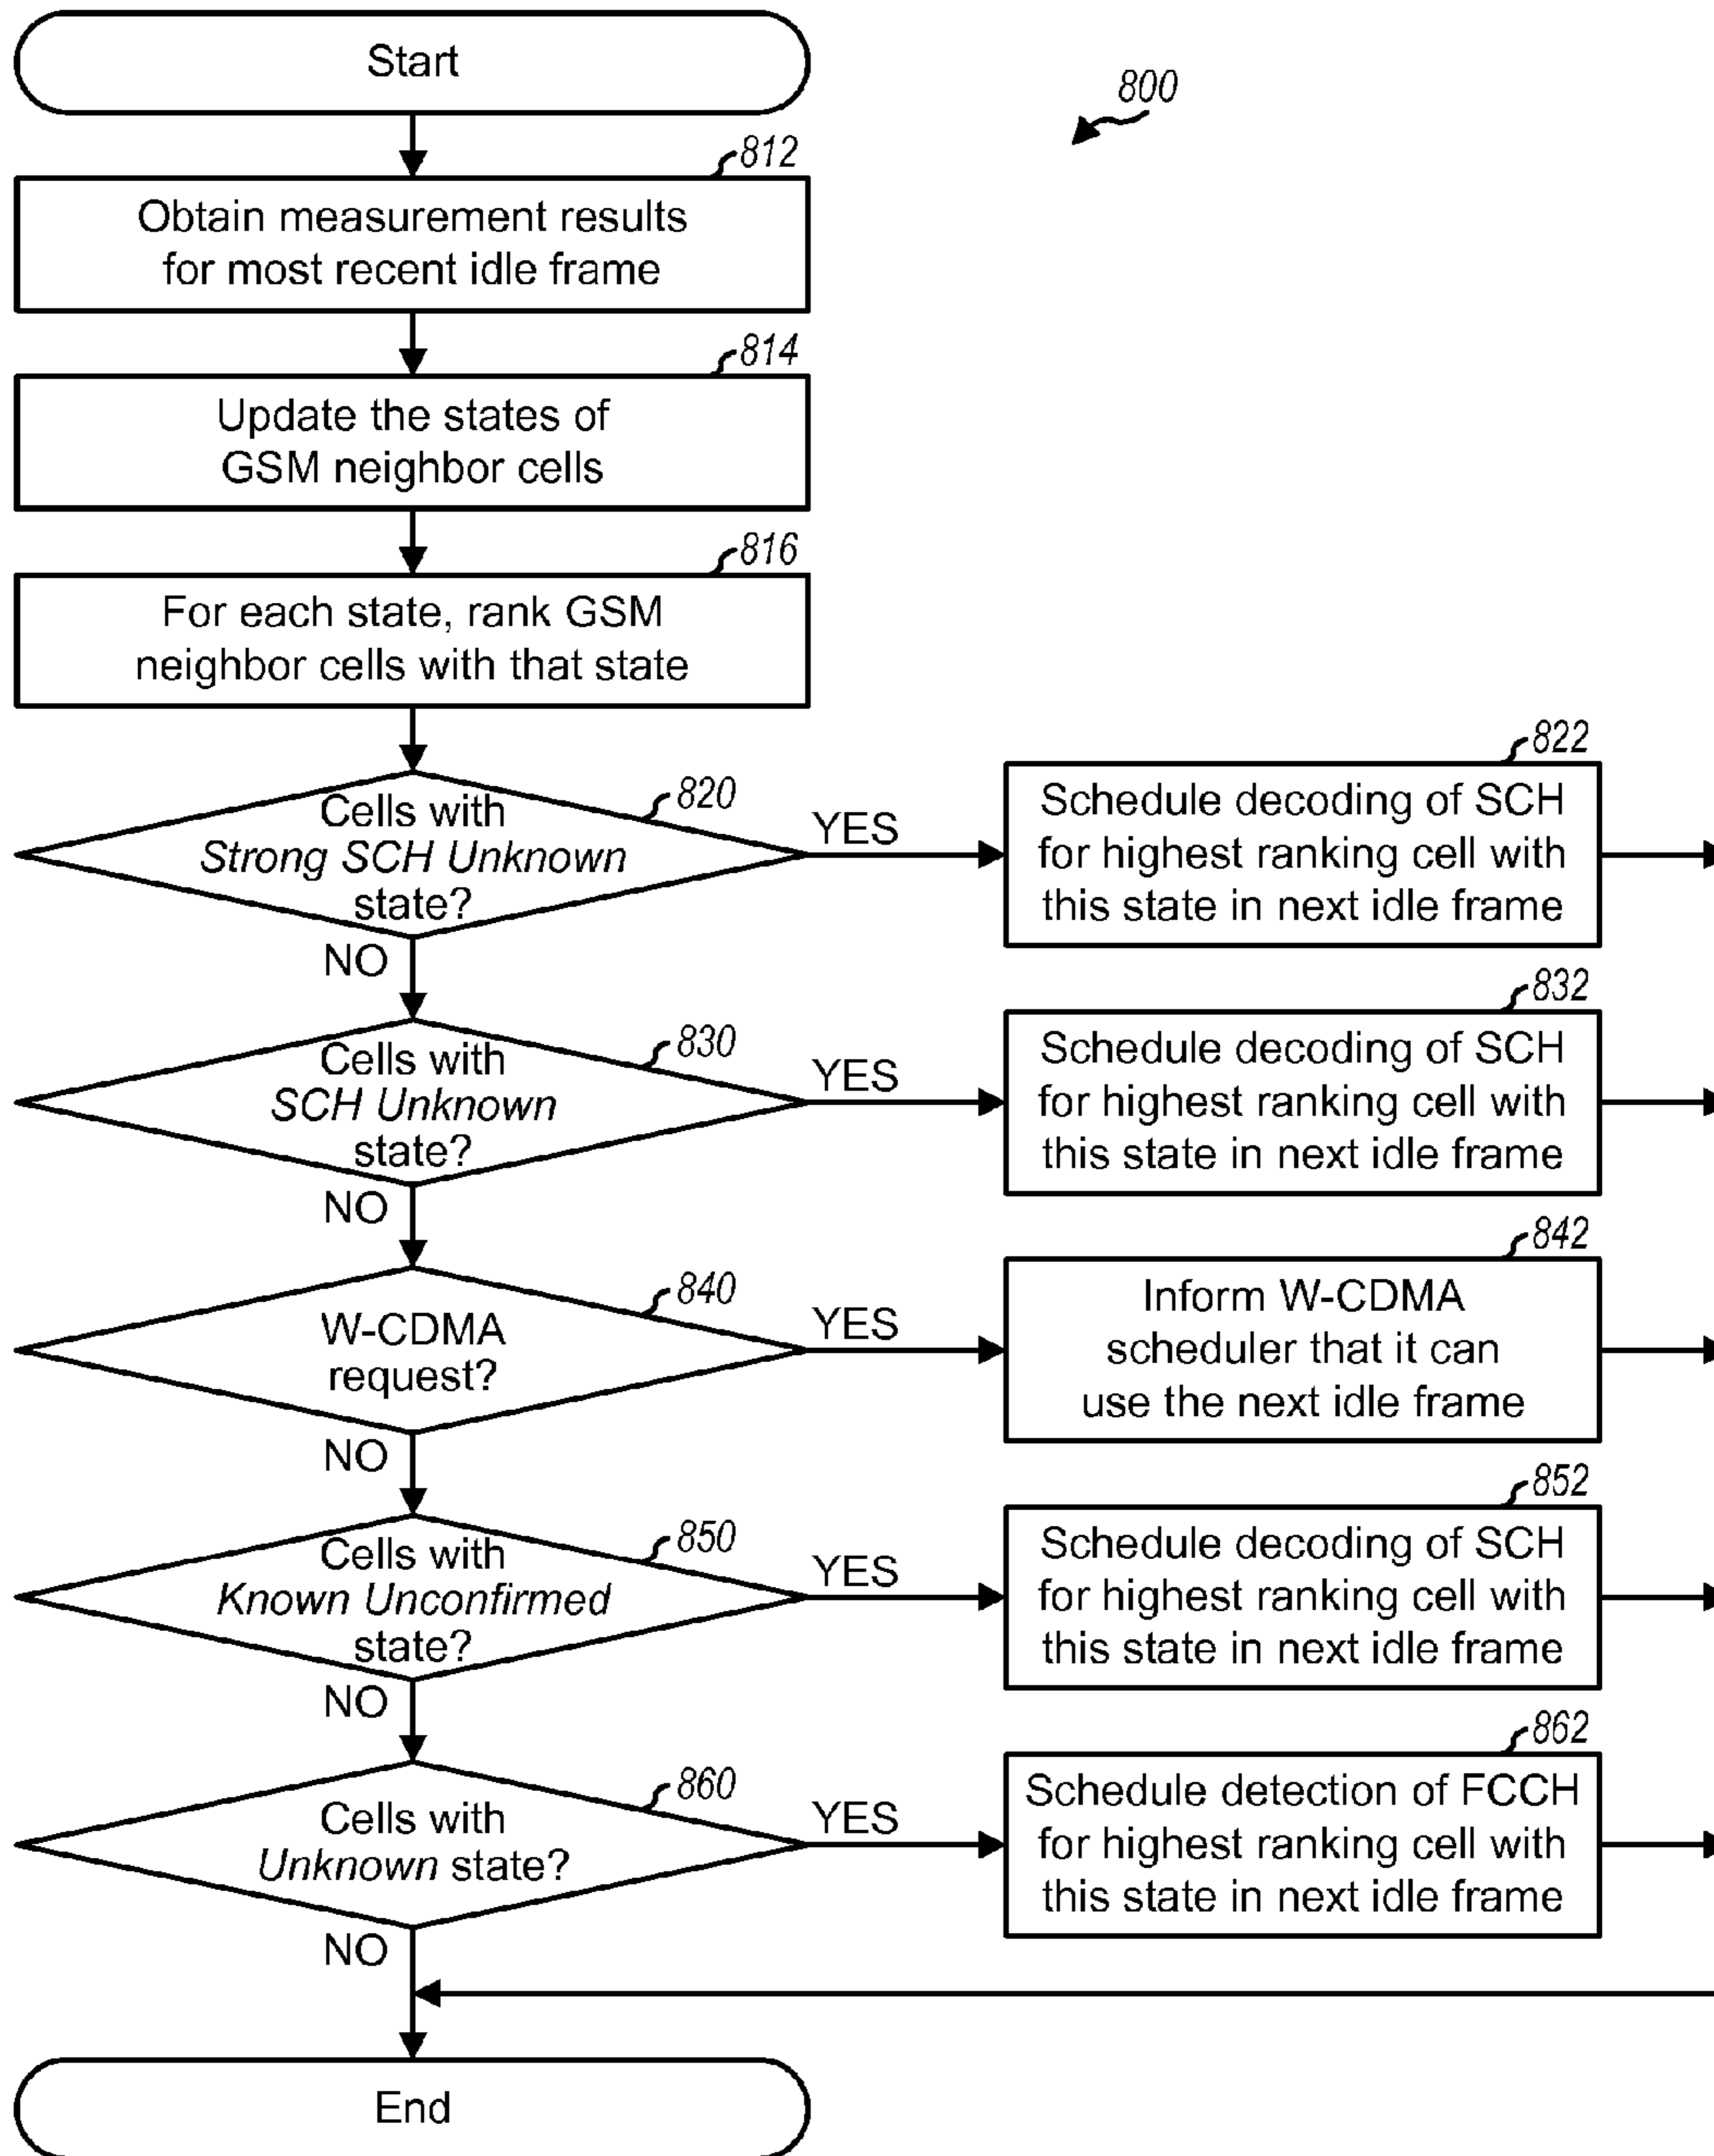 Start
800
812
Obtain measurement results
for most recent idle frame
814
Update the states of
GSM neighbor cells
816
For each state, rank GSM
neighbor cells with that state
820
Cells with
Strong SCH Unknown
state?
YES
NO
822
Schedule decoding of SCH
for highest ranking cell with
this state in next idle frame
830
Cells with
SCH Unknown
state?
YES
NO
832
Schedule decoding of SCH
for highest ranking cell with
this state in next idle frame
840
W-CDMA
request?
YES
NO
842
Inform W-CDMA
scheduler that it can
use the next idle frame
850
Cells with
Known Unconfirmed
state?
YES
NO
852
Schedule decoding of SCH
for highest ranking cell with
this state in next idle frame
860
Cells with
Unknown state?
YES
NO
862
Schedule detection of FCCH
for highest ranking cell with
this state in next idle frame
End